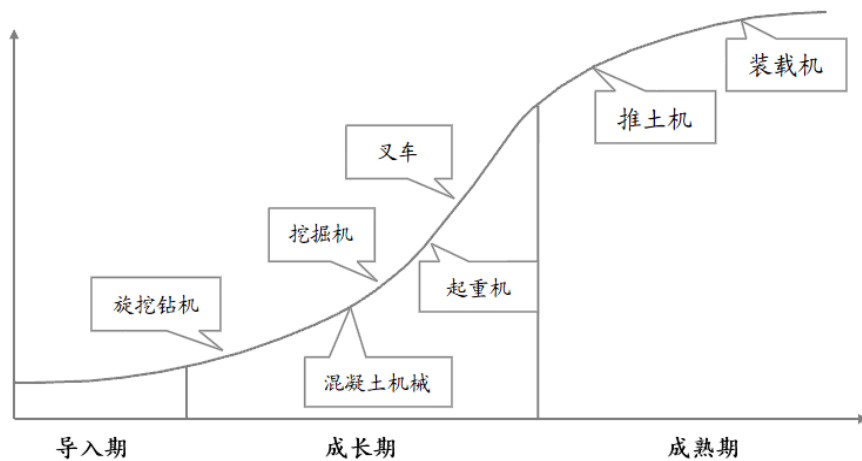 装载机
推土机
叉车
挖掘机
起重机
旋挖钻机
混凝土机械
导入期
成长期
成熟期